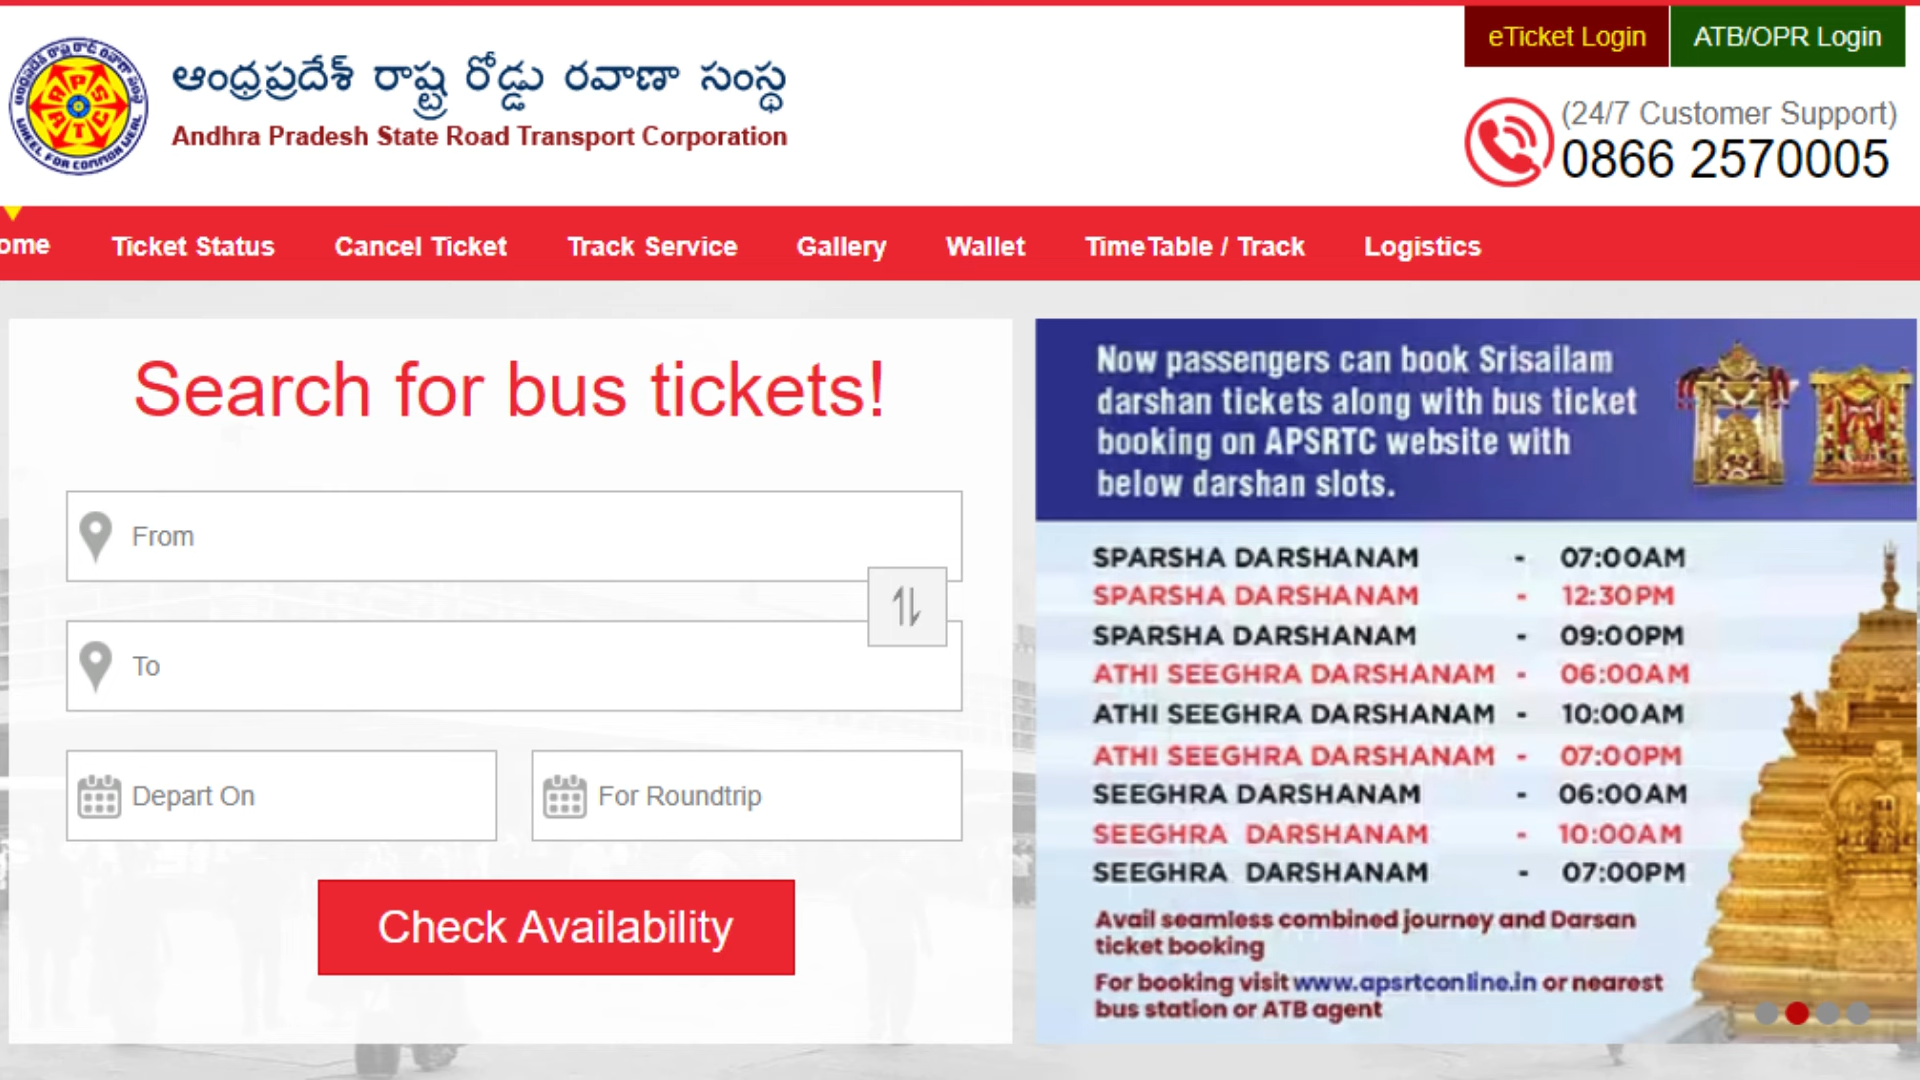 eTicket Login
ATB/OPR Login
ఆంధ్రప్రదేశ్ రాష్ట్ర రోడ్డు రవాణా సంస్థ
Andhra Pradesh State Road Transport Corporation
APSRTC
WHEEL FOR COMMON WEAL
(24/7 Customer Support)
0866 2570005
ome
Ticket Status
Cancel Ticket
Track Service
Gallery
Wallet
TimeTable / Track
Logistics
Search for bus tickets!
From
To
Depart On
For Roundtrip
Check Availability
Now passengers can book Srisailam
darshan tickets along with bus ticket
booking on APSRTC website with
below darshan slots.
SPARSHA DARSHANAM - 07:00AM
SPARSHA DARSHANAM - 12:30PM
SPARSHA DARSHANAM - 09:00PM
ATHI SEEGHRA DARSHANAM - 06:00AM
ATHI SEEGHRA DARSHANAM - 10:00AM
ATHI SEEGHRA DARSHANAM - 07:00PM
SEEGHRA DARSHANAM - 06:00AM
SEEGHRA DARSHANAM - 10:00AM
SEEGHRA DARSHANAM - 07:00PM
Avail seamless combined journey and Darsan
ticket booking
For booking visit www.apsrtconline.in or nearest
bus station or ATB agent